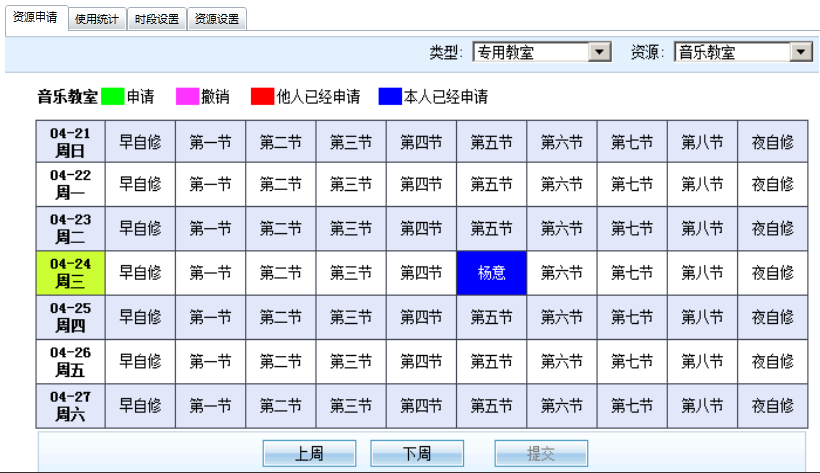 资源申请 使用统计 时段设置 资源设置
类型: 专用教室 资源: 音乐教室
音乐教室 申请 撤销 他人已经申请 本人已经申请
04-21 周日 早自修 第一节 第二节 第三节 第四节 第五节 第六节 第七节 第八节 夜自修
04-22 周一 早自修 第一节 第二节 第三节 第四节 第五节 第六节 第七节 第八节 夜自修
04-23 周二 早自修 第一节 第二节 第三节 第四节 第五节 第六节 第七节 第八节 夜自修
04-24 周三 早自修 第一节 第二节 第三节 第四节 杨意 第六节 第七节 第八节 夜自修
04-25 周四 早自修 第一节 第二节 第三节 第四节 第五节 第六节 第七节 第八节 夜自修
04-26 周五 早自修 第一节 第二节 第三节 第四节 第五节 第六节 第七节 第八节 夜自修
04-27 周六 早自修 第一节 第二节 第三节 第四节 第五节 第六节 第七节 第八节 夜自修
上周 下周 提交